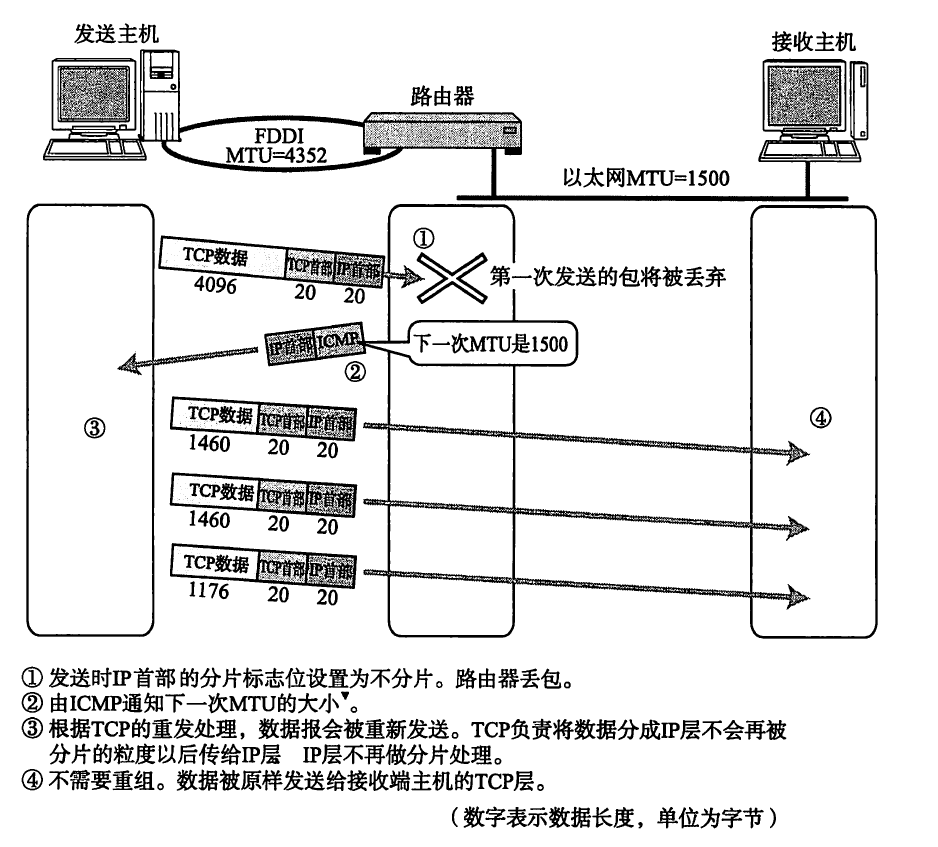 发送主机
接收主机
路由器
FDDI
MTU=4352
以太网MTU=1500
①
TCP数据 TCP首部 IP首部
4096 20 20
第一次发送的包将被丢弃
IP首部 ICMP
下一次MTU是1500
②
③
④
TCP数据 TCP首部 IP首部
1460 20 20
TCP数据 TCP首部 IP首部
1460 20 20
TCP数据 TCP首部 IP首部
1176 20 20
① 发送时IP首部的分片标志位设置为不分片。路由器丢包。
② 由ICMP通知下一次MTU的大小▼。
③ 根据TCP的重发处理，数据报会被重新发送。TCP负责将数据分成IP层不会再被
分片的粒度以后传给IP层 IP层不再做分片处理。
④ 不需要重组。数据被原样发送给接收端主机的TCP层。
（数字表示数据长度，单位为字节）